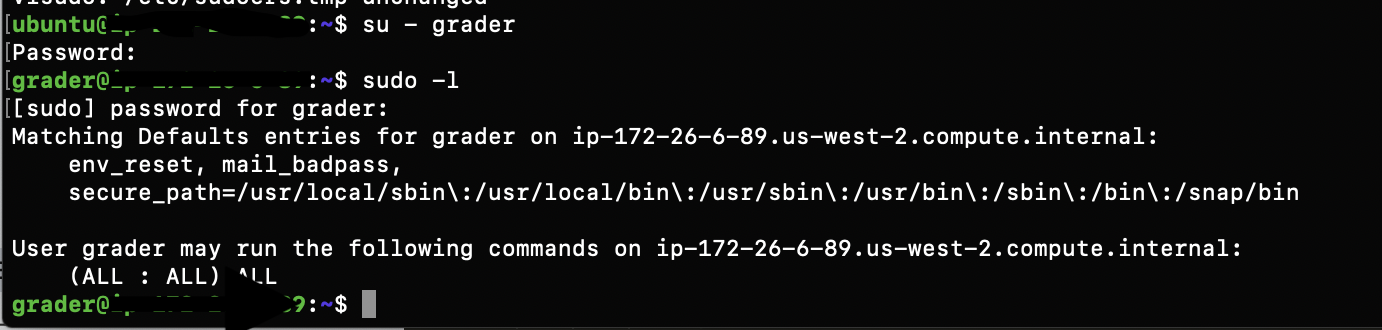 visudo: /etc/sudoers.tmp unchanged
[ubuntu@ip :~$ su - grader
[Password:
[grader@ip :~$ sudo -l
[[sudo] password for grader:
Matching Defaults entries for grader on ip-172-26-6-89.us-west-2.compute.internal:
env_reset, mail_badpass,
secure_path=/usr/local/sbin\:/usr/local/bin\:/usr/sbin\:/usr/bin\:/sbin\:/bin\:/snap/bin
User grader may run the following commands on ip-172-26-6-89.us-west-2.compute.internal:
(ALL : ALL) ALL
grader@ip :~$